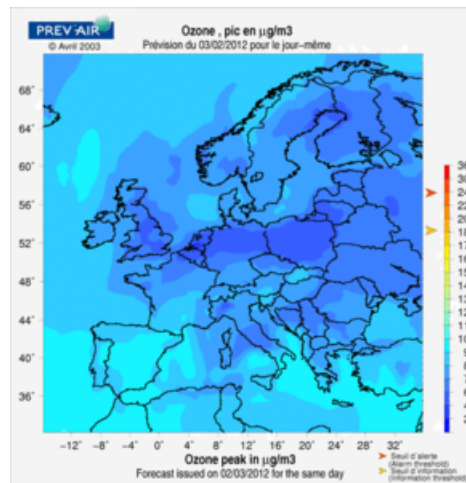 PREV'AIR
© Avril 2003
Ozone , pic en µg/m3
Prévision du 03/02/2012 pour le jour-même
68°
64°
60°
56°
52°
48°
44°
40°
36°
−12° −8° −4° 0° 4° 8° 12° 16° 20° 24° 28° 32°
Ozone peak in µg/m3
Forecast issued on 02/03/2012 for the same day
Seuil d'alerte
(Alarm threshold)
Seuil d'information
(Information threshold)